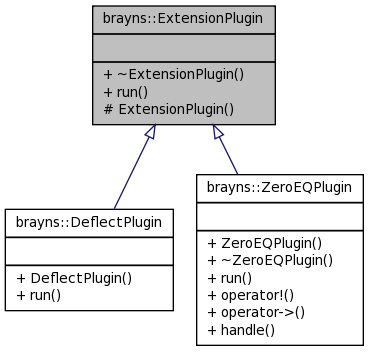 brayns::ExtensionPlugin
+ ~ExtensionPlugin()
+ run()
# ExtensionPlugin()
brayns::DeflectPlugin
+ DeflectPlugin()
+ run()
brayns::ZeroEQPlugin
+ ZeroEQPlugin()
+ ~ZeroEQPlugin()
+ run()
+ operator!()
+ operator->()
+ handle()